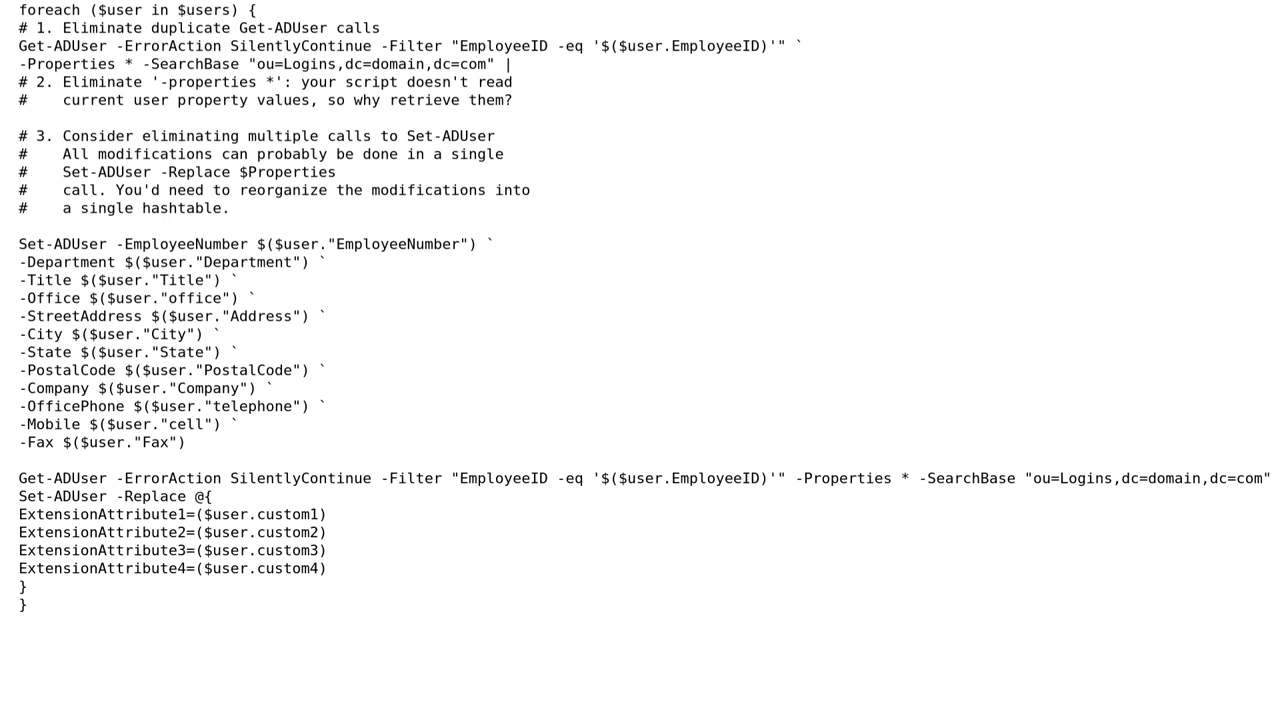 foreach ($user in $users) {
# 1. Eliminate duplicate Get-ADUser calls
Get-ADUser -ErrorAction SilentlyContinue -Filter "EmployeeID -eq '$($user.EmployeeID)'" `
-Properties * -SearchBase "ou=Logins,dc=domain,dc=com" |
# 2. Eliminate '-properties *': your script doesn't read
#    current user property values, so why retrieve them?

# 3. Consider eliminating multiple calls to Set-ADUser
#    All modifications can probably be done in a single
#    Set-ADUser -Replace $Properties
#    call. You'd need to reorganize the modifications into
#    a single hashtable.

Set-ADUser -EmployeeNumber $($user."EmployeeNumber") `
-Department $($user."Department") `
-Title $($user."Title") `
-Office $($user."office") `
-StreetAddress $($user."Address") `
-City $($user."City") `
-State $($user."State") `
-PostalCode $($user."PostalCode") `
-Company $($user."Company") `
-OfficePhone $($user."telephone") `
-Mobile $($user."cell") `
-Fax $($user."Fax")

Get-ADUser -ErrorAction SilentlyContinue -Filter "EmployeeID -eq '$($user.EmployeeID)'" -Properties * -SearchBase "ou=Logins,dc=domain,dc=com"
Set-ADUser -Replace @{
ExtensionAttribute1=($user.custom1)
ExtensionAttribute2=($user.custom2)
ExtensionAttribute3=($user.custom3)
ExtensionAttribute4=($user.custom4)
}
}